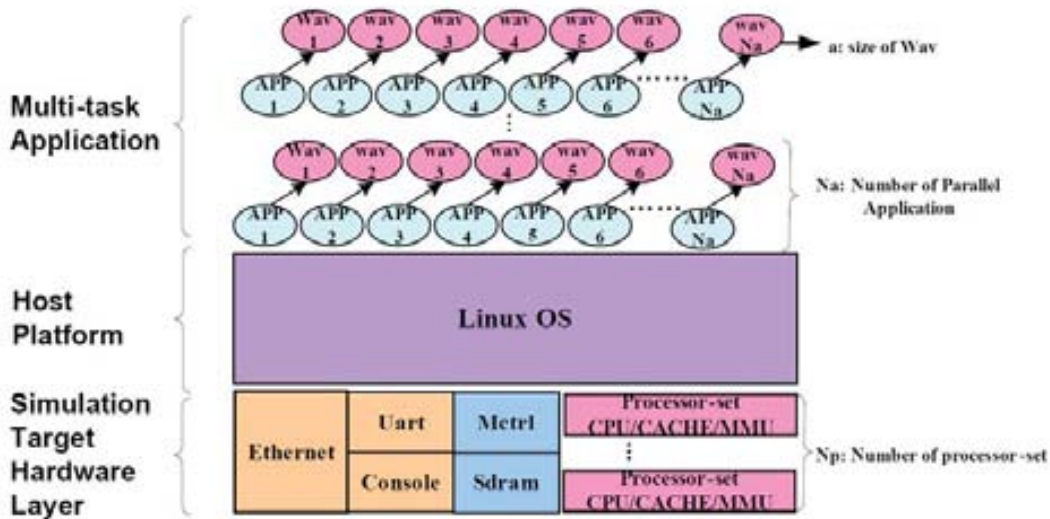 Wav 1 wav 2 wav 3 wav 4 wav 5 wav 6 wav Na
a: size of Wav
APP 1 APP 2 APP 3 APP 4 APP 5 APP 6 APP Na
Multi-task
Application
Wav 1 wav 2 wav 3 wav 4 wav 5 wav 6 wav Na
APP 1 APP 2 APP 3 APP 4 APP 5 APP 6 APP Na
Na: Number of Parallel
Application
Host
Platform
Linux OS
Simulation
Target
Hardware
Layer
Ethernet
Uart
Console
Mctrl
Sdram
Processor-set
CPU/CACHE/MMU
Processor-set
CPU/CACHE/MMU
Np: Number of processor-set